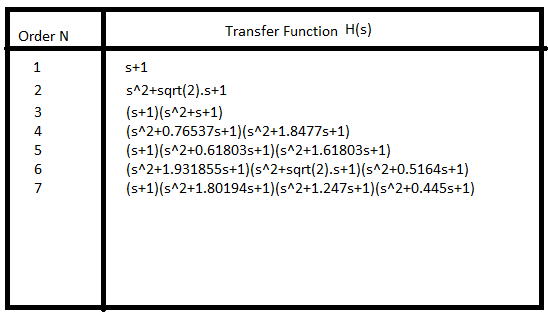 Order N Transfer Function H(s)
1 s+1
2 s^2+sqrt(2).s+1
3 (s+1)(s^2+s+1)
4 (s^2+0.76537s+1)(s^2+1.8477s+1)
5 (s+1)(s^2+0.61803s+1)(s^2+1.61803s+1)
6 (s^2+1.931855s+1)(s^2+sqrt(2).s+1)(s^2+0.5164s+1)
7 (s+1)(s^2+1.80194s+1)(s^2+1.247s+1)(s^2+0.445s+1)